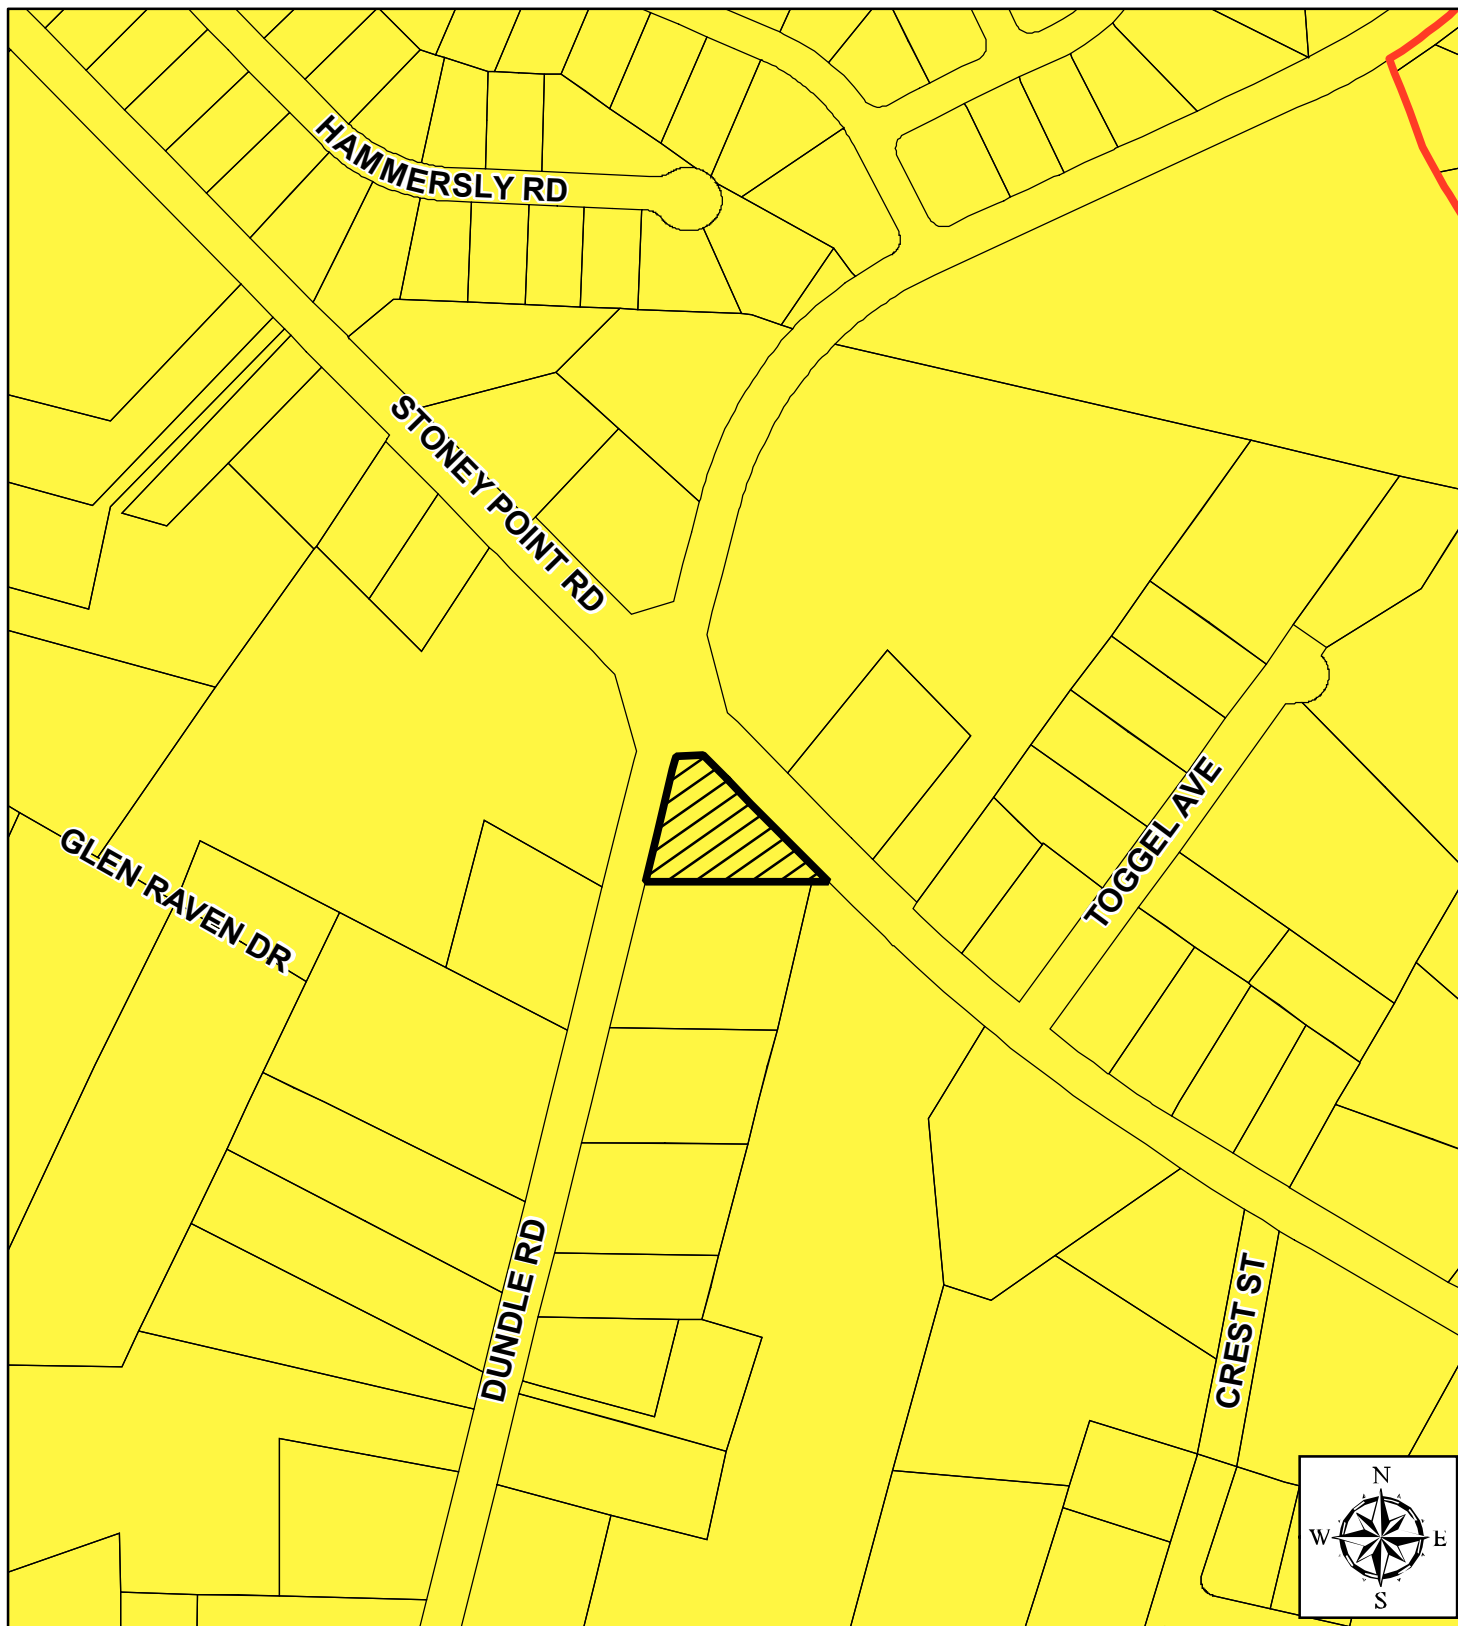 HAMMERSLY RD
STONEY POINT RD
TOGGEL AVE
GLEN RAVEN DR
DUNDLE RD
CREST ST
N
W E
S